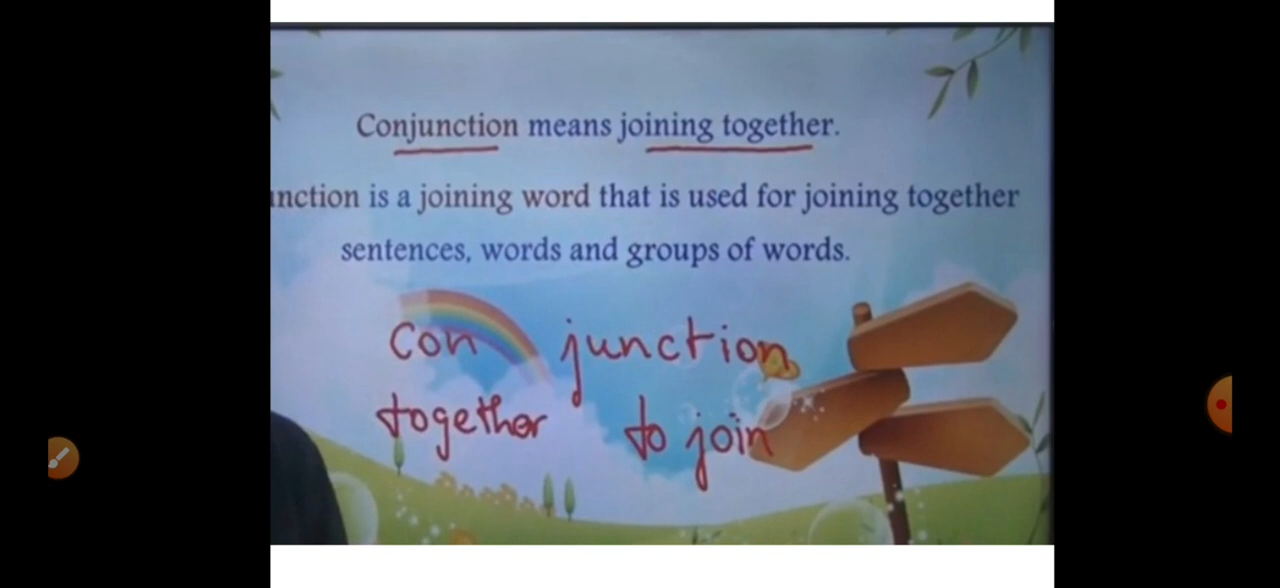 Conjunction means joining together.
unction is a joining word that is used for joining together
sentences, words and groups of words.
con junction
together to join